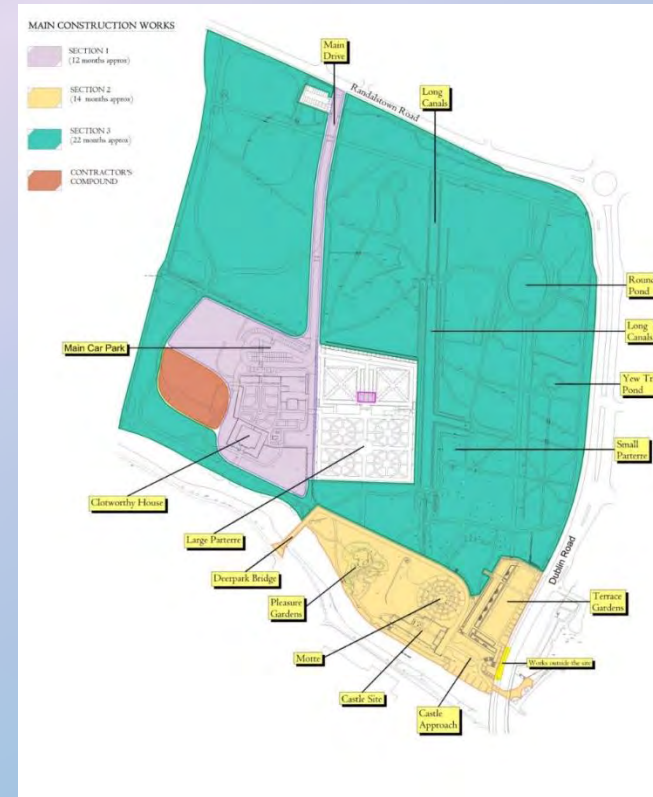 MAIN CONSTRUCTION WORKS
SECTION 1
(12 months approx)
SECTION 2
(14 months approx)
SECTION 3
(22 months approx)
CONTRACTOR'S
COMPOUND
Main
Drive
Randalstown Road
Long
Canals
Round
Pond
Long
Canals
Main Car Park
Yew Tr
Pond
Small
Parterre
Clotworthy House
Large Parterre
Deerpark Bridge
Dublin Road
Pleasure
Gardens
Terrace
Gardens
Motte
Works outside the site
Castle Site
Castle
Approach